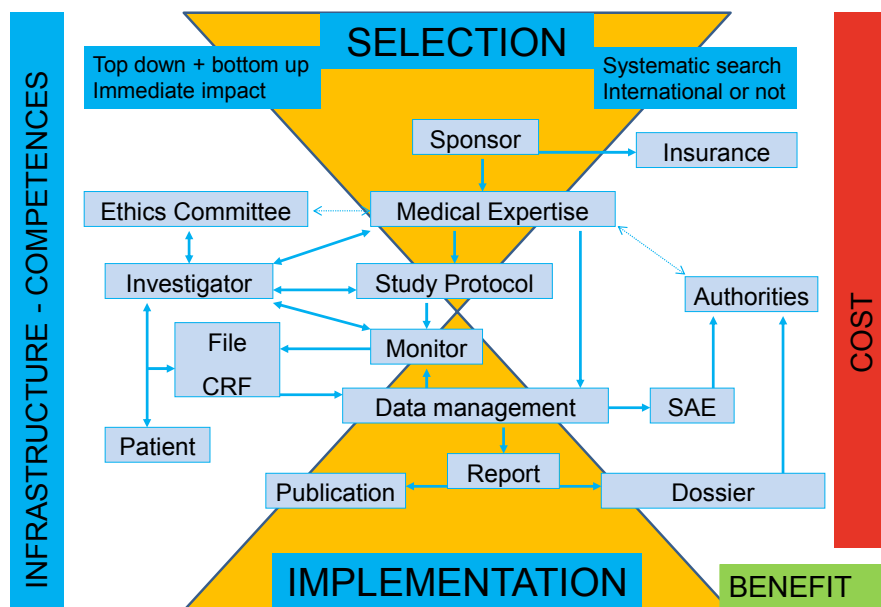 SELECTION
Top down + bottom up
Immediate impact
Systematic search
International or not
INFRASTRUCTURE - COMPETENCES
COST
Sponsor
Insurance
Ethics Committee
Medical Expertise
Investigator
Study Protocol
Authorities
File
CRF
Monitor
Data management
SAE
Patient
Report
Publication
Dossier
IMPLEMENTATION
BENEFIT